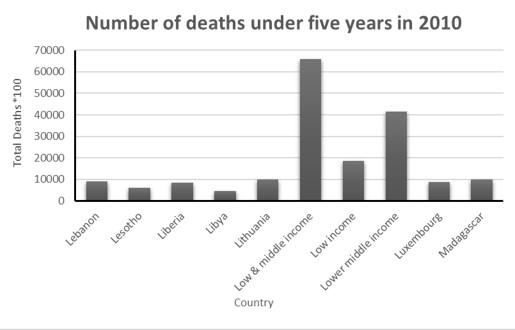 Number of deaths under five years in 2010
70000
60000
50000
40000
30000
20000
10000
0
Total Deaths *100
Lebanon
Lesotho
Liberia
Libya
Lithuania
Low & middle income
Low income
Lower middle income
Luxembourg
Madagascar
Country